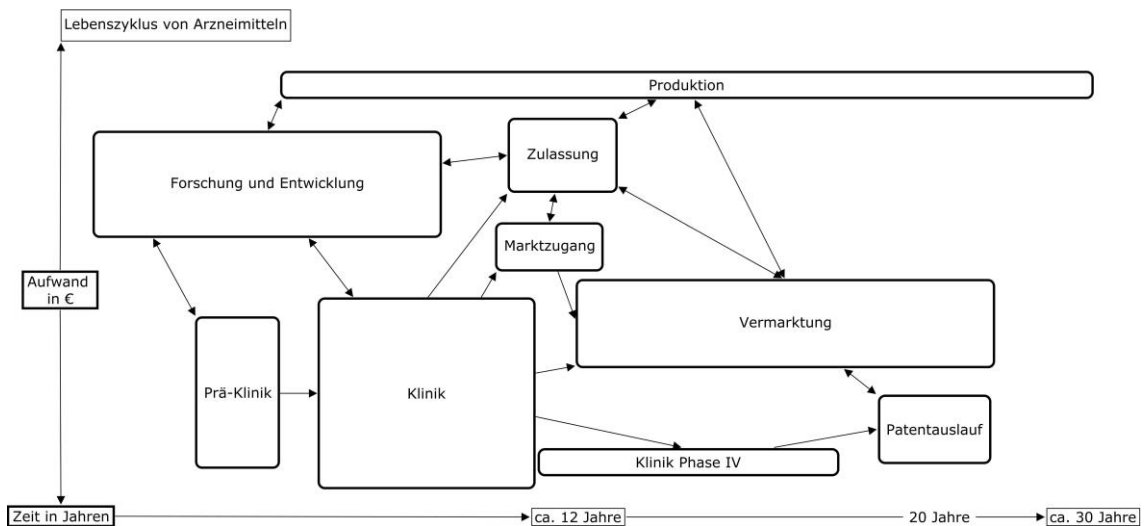 Lebenszyklus von Arzneimitteln
Produktion
Zulassung
Forschung und Entwicklung
Marktzugang
Aufwand
in €
Vermarktung
Prä-Klinik
Klinik
Patentauslauf
Klinik Phase IV
Zeit in Jahren
ca. 12 Jahre
20 Jahre
ca. 30 Jahre